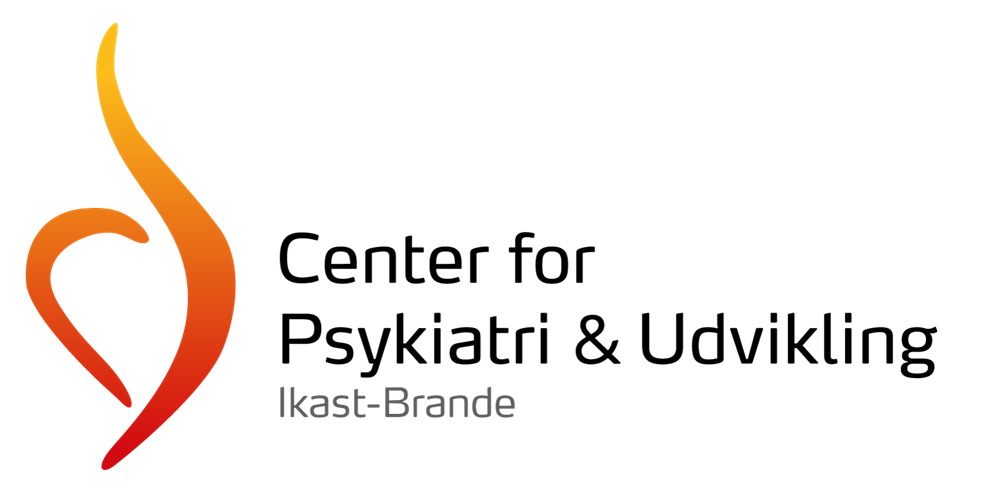 Center for
Psykiatri & Udvikling
Ikast-Brande